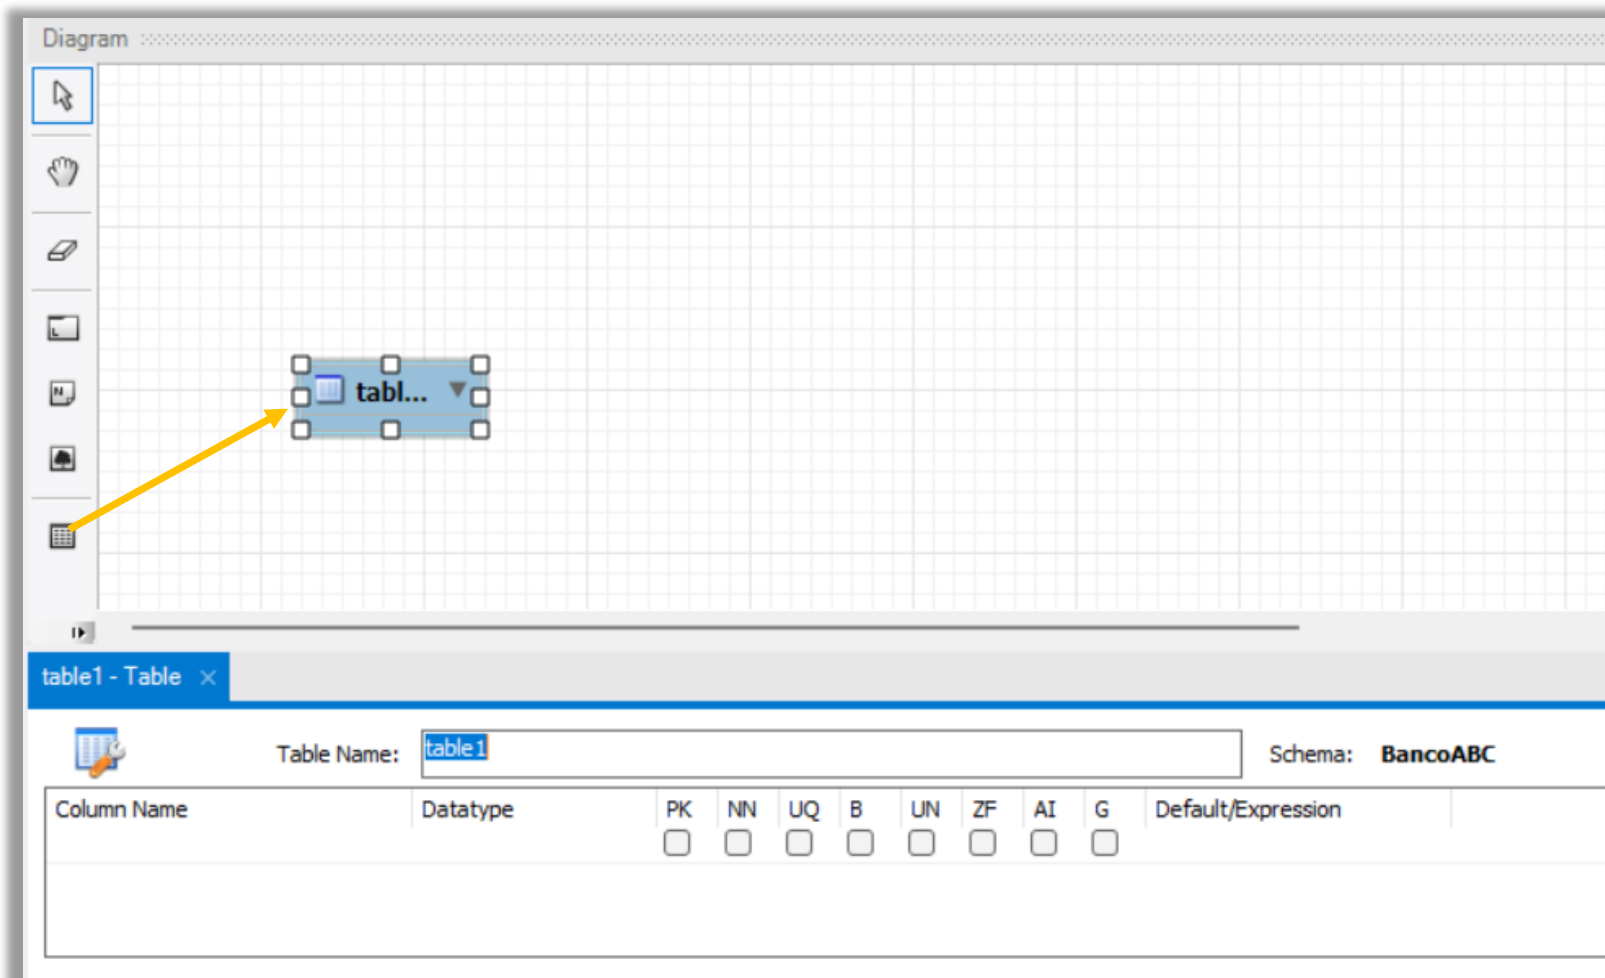 Diagram
L
N
tabl...
table1 - Table
Table Name: table1 Schema: BancoABC
Column Name Datatype PK NN UQ B UN ZF AI G Default/Expression